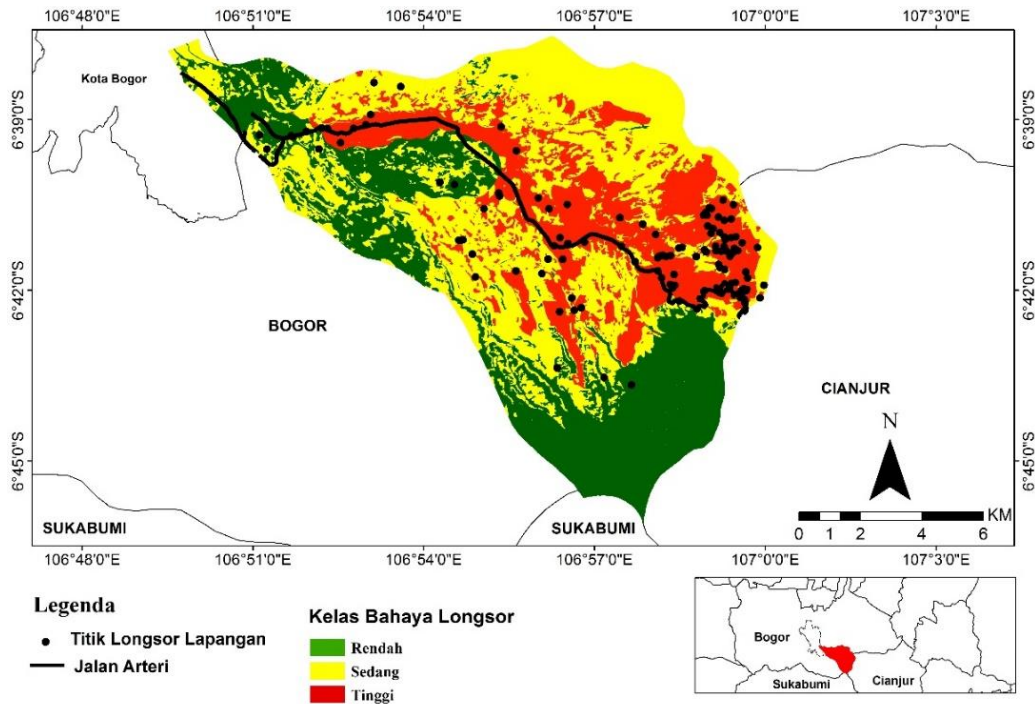 106°48'0"E 106°51'0"E 106°54'0"E 106°57'0"E 107°0'0"E 107°3'0"E
Kota Bogor
6°39'0"S 6°39'0"S
6°42'0"S 6°42'0"S
BOGOR
CIANJUR
N
6°45'0"S 6°45'0"S
KM
0 1 2 4 6
SUKABUMI SUKABUMI
106°48'0"E 106°51'0"E 106°54'0"E 106°57'0"E 107°0'0"E 107°3'0"E
Legenda
Titik Longsor Lapangan
Jalan Arteri
Kelas Bahaya Longsor
Rendah
Sedang
Tinggi
Bogor
Sukabumi
Cianjur